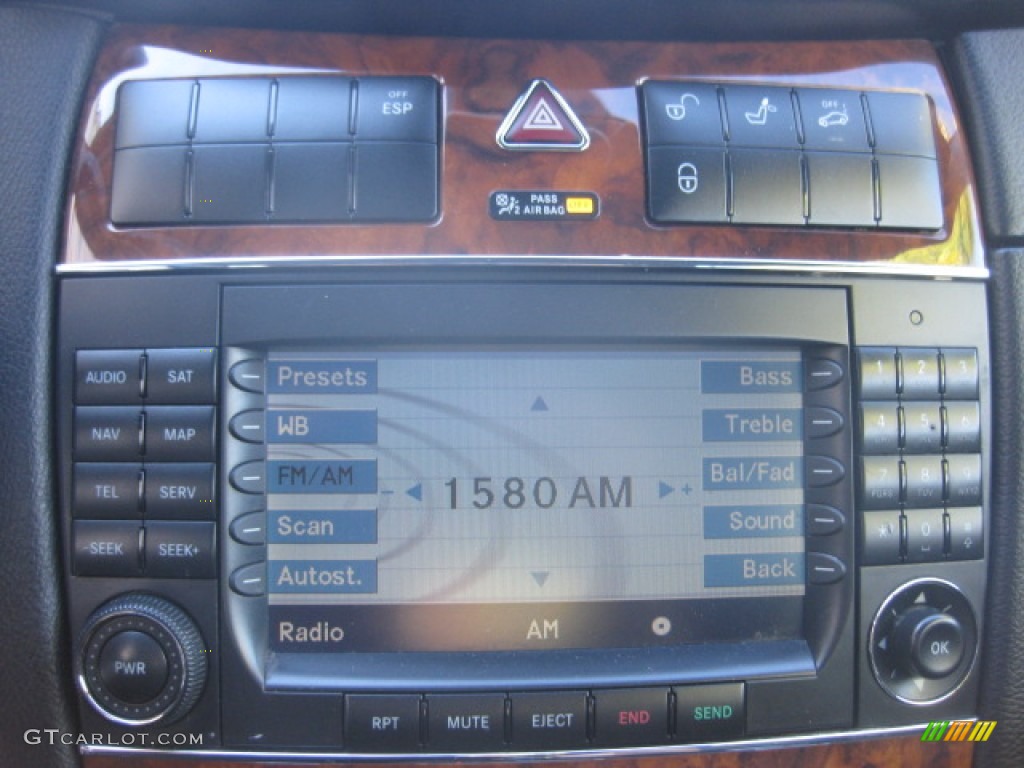 OFF
ESP
OFF
PASS
2 AIR BAG
AUDIO SAT
NAV MAP
TEL SERV
-SEEK SEEK+
PWR
Presets
WB
FM/AM
Scan
Autost.
- 1580 AM +
Bass
Treble
Bal/Fad
Sound
Back
Radio AM
1 2 3
4 5 6
7 8 9
* 0 #
OK
RPT MUTE EJECT END SEND
GTCARLOT.COM